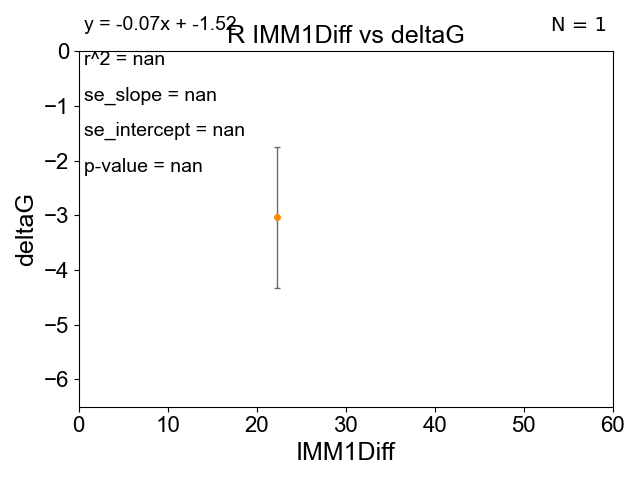 y = -0.07x + -1.52
R IMM1Diff vs deltaG
N = 1
r^2 = nan
se_slope = nan
se_intercept = nan
p-value = nan
deltaG
0
−1
−2
−3
−4
−5
−6
0 10 20 30 40 50 60
IMM1Diff